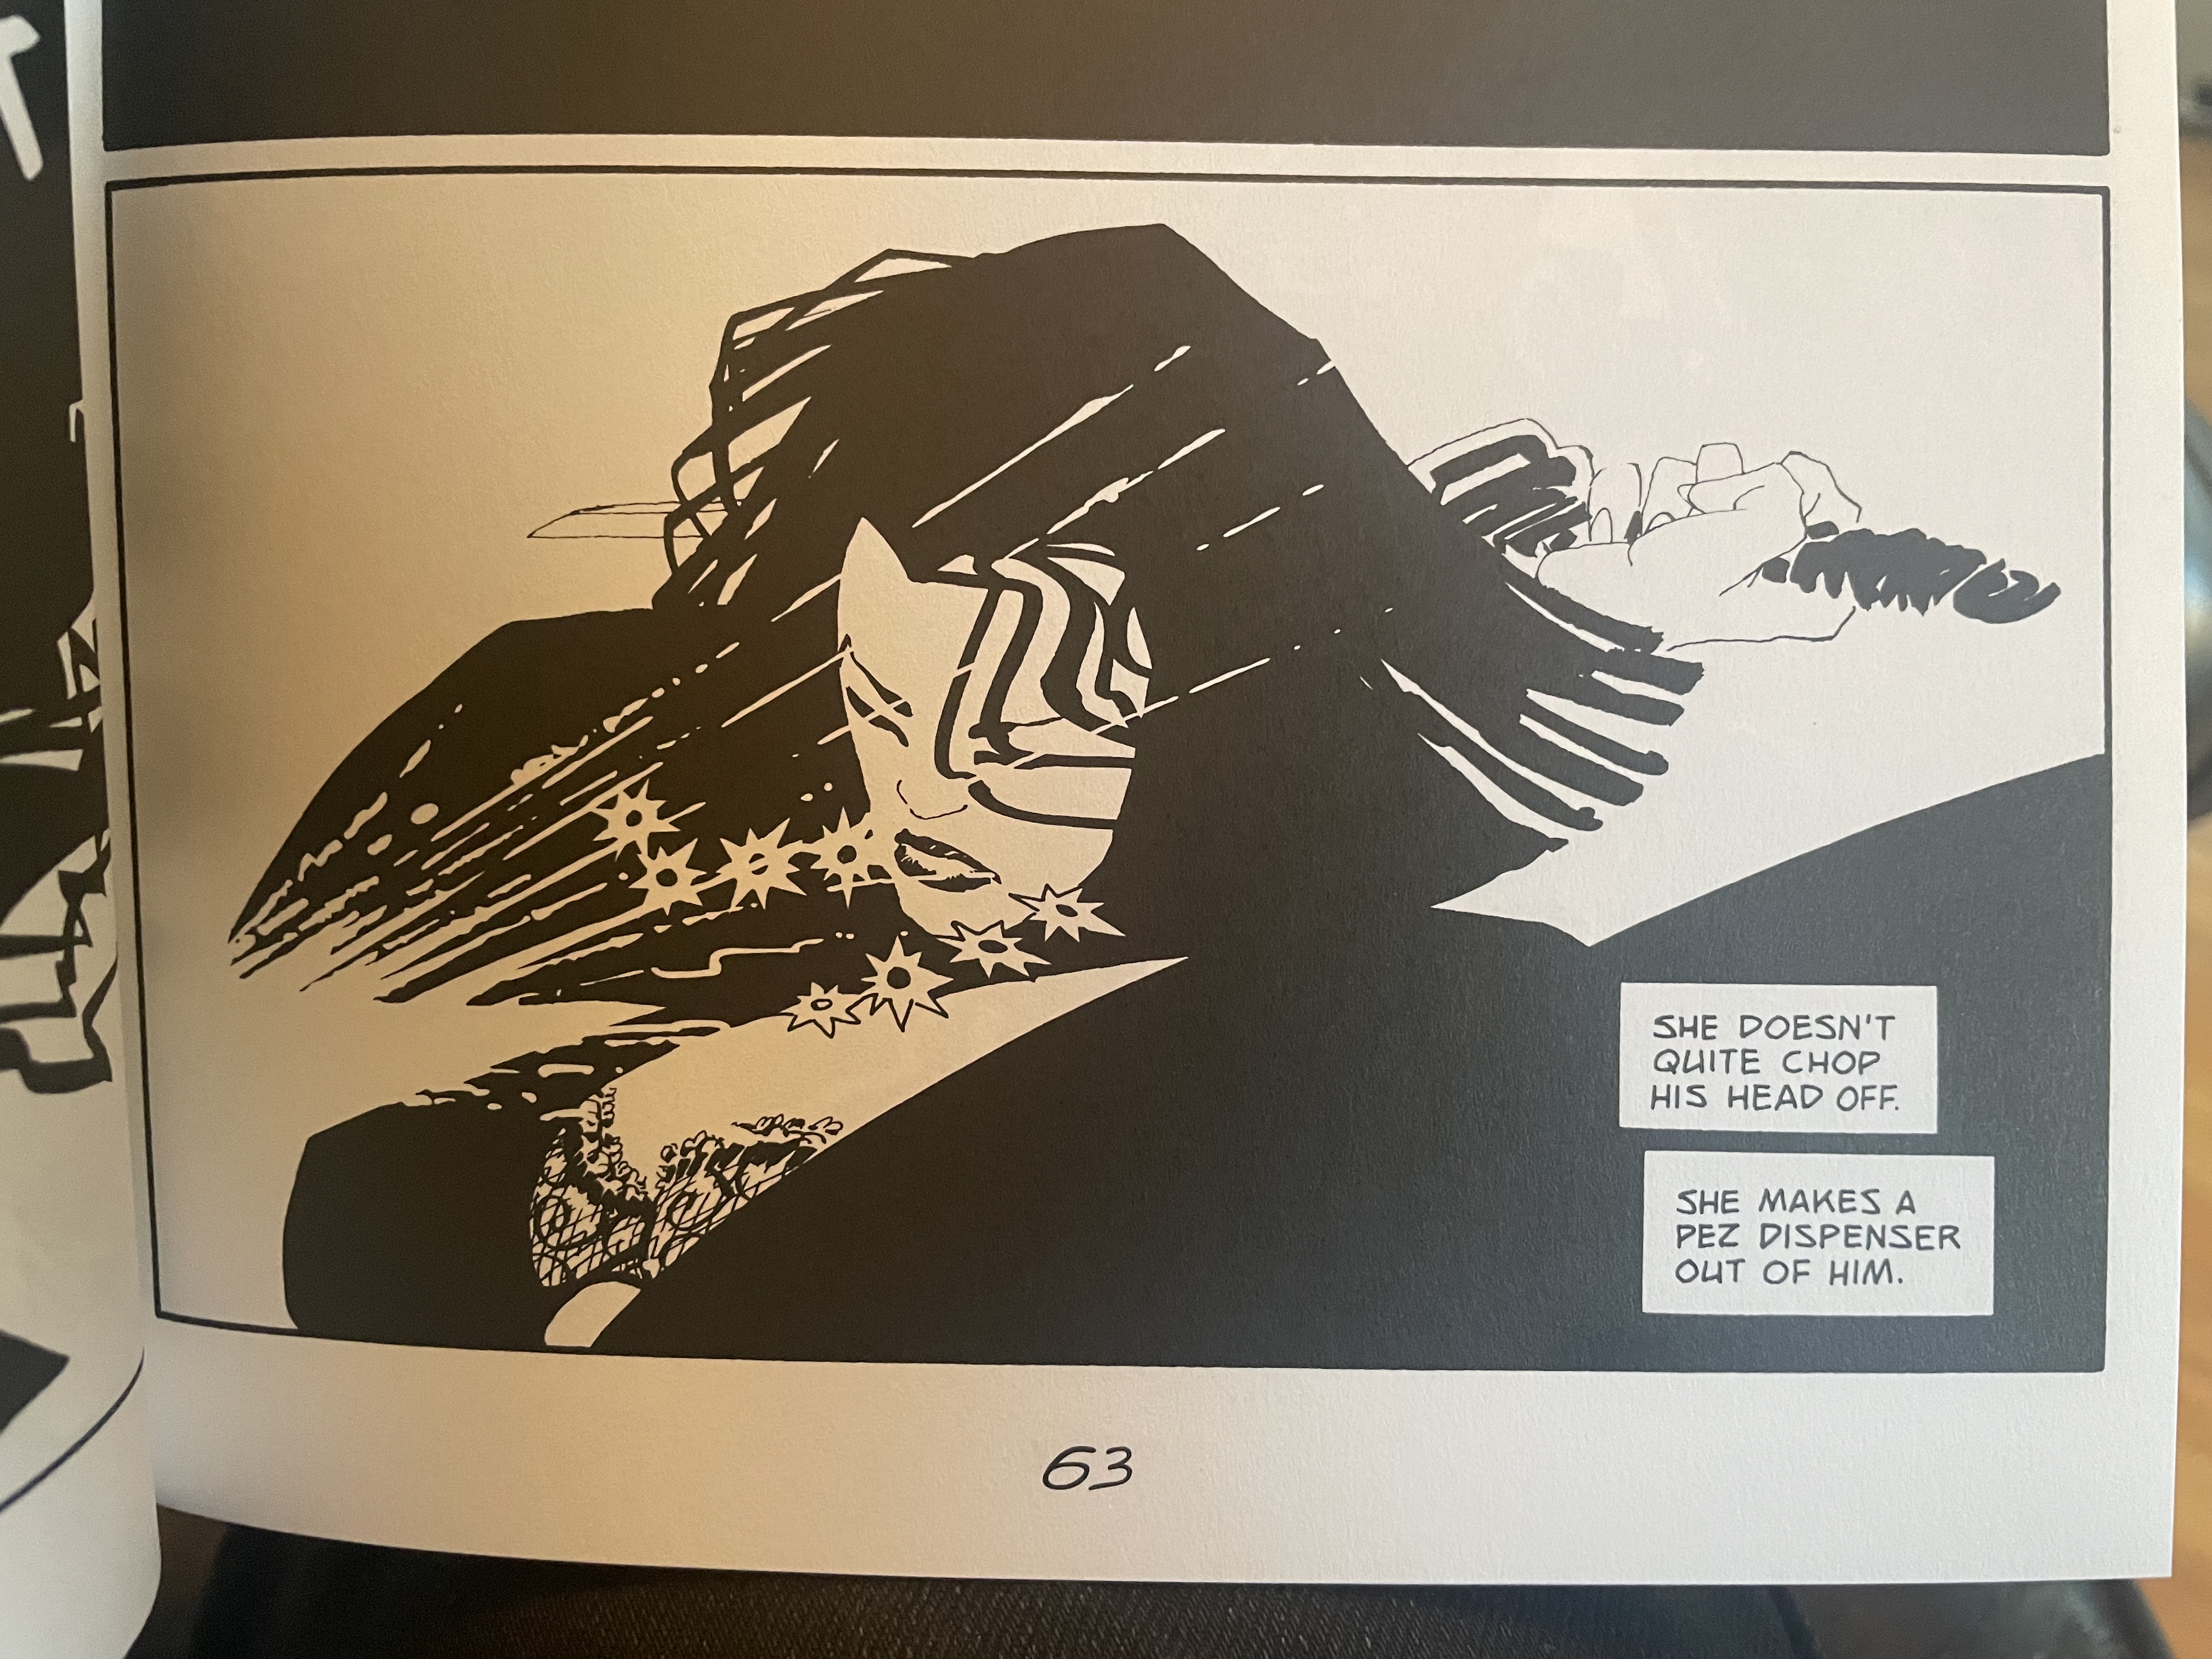 SHE DOESN'T
QUITE CHOP
HIS HEAD OFF.
SHE MAKES A
PEZ DISPENSER
OUT OF HIM.
63